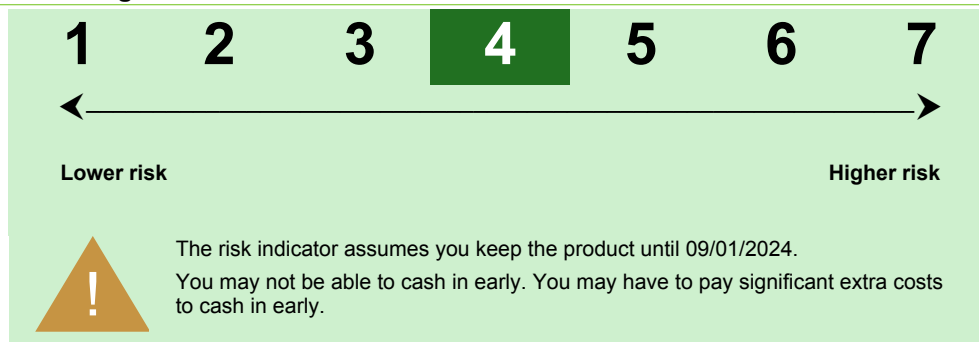 1 2 3 4 5 6 7
Lower risk Higher risk
!
The risk indicator assumes you keep the product until 09/01/2024.
You may not be able to cash in early. You may have to pay significant extra costs
to cash in early.